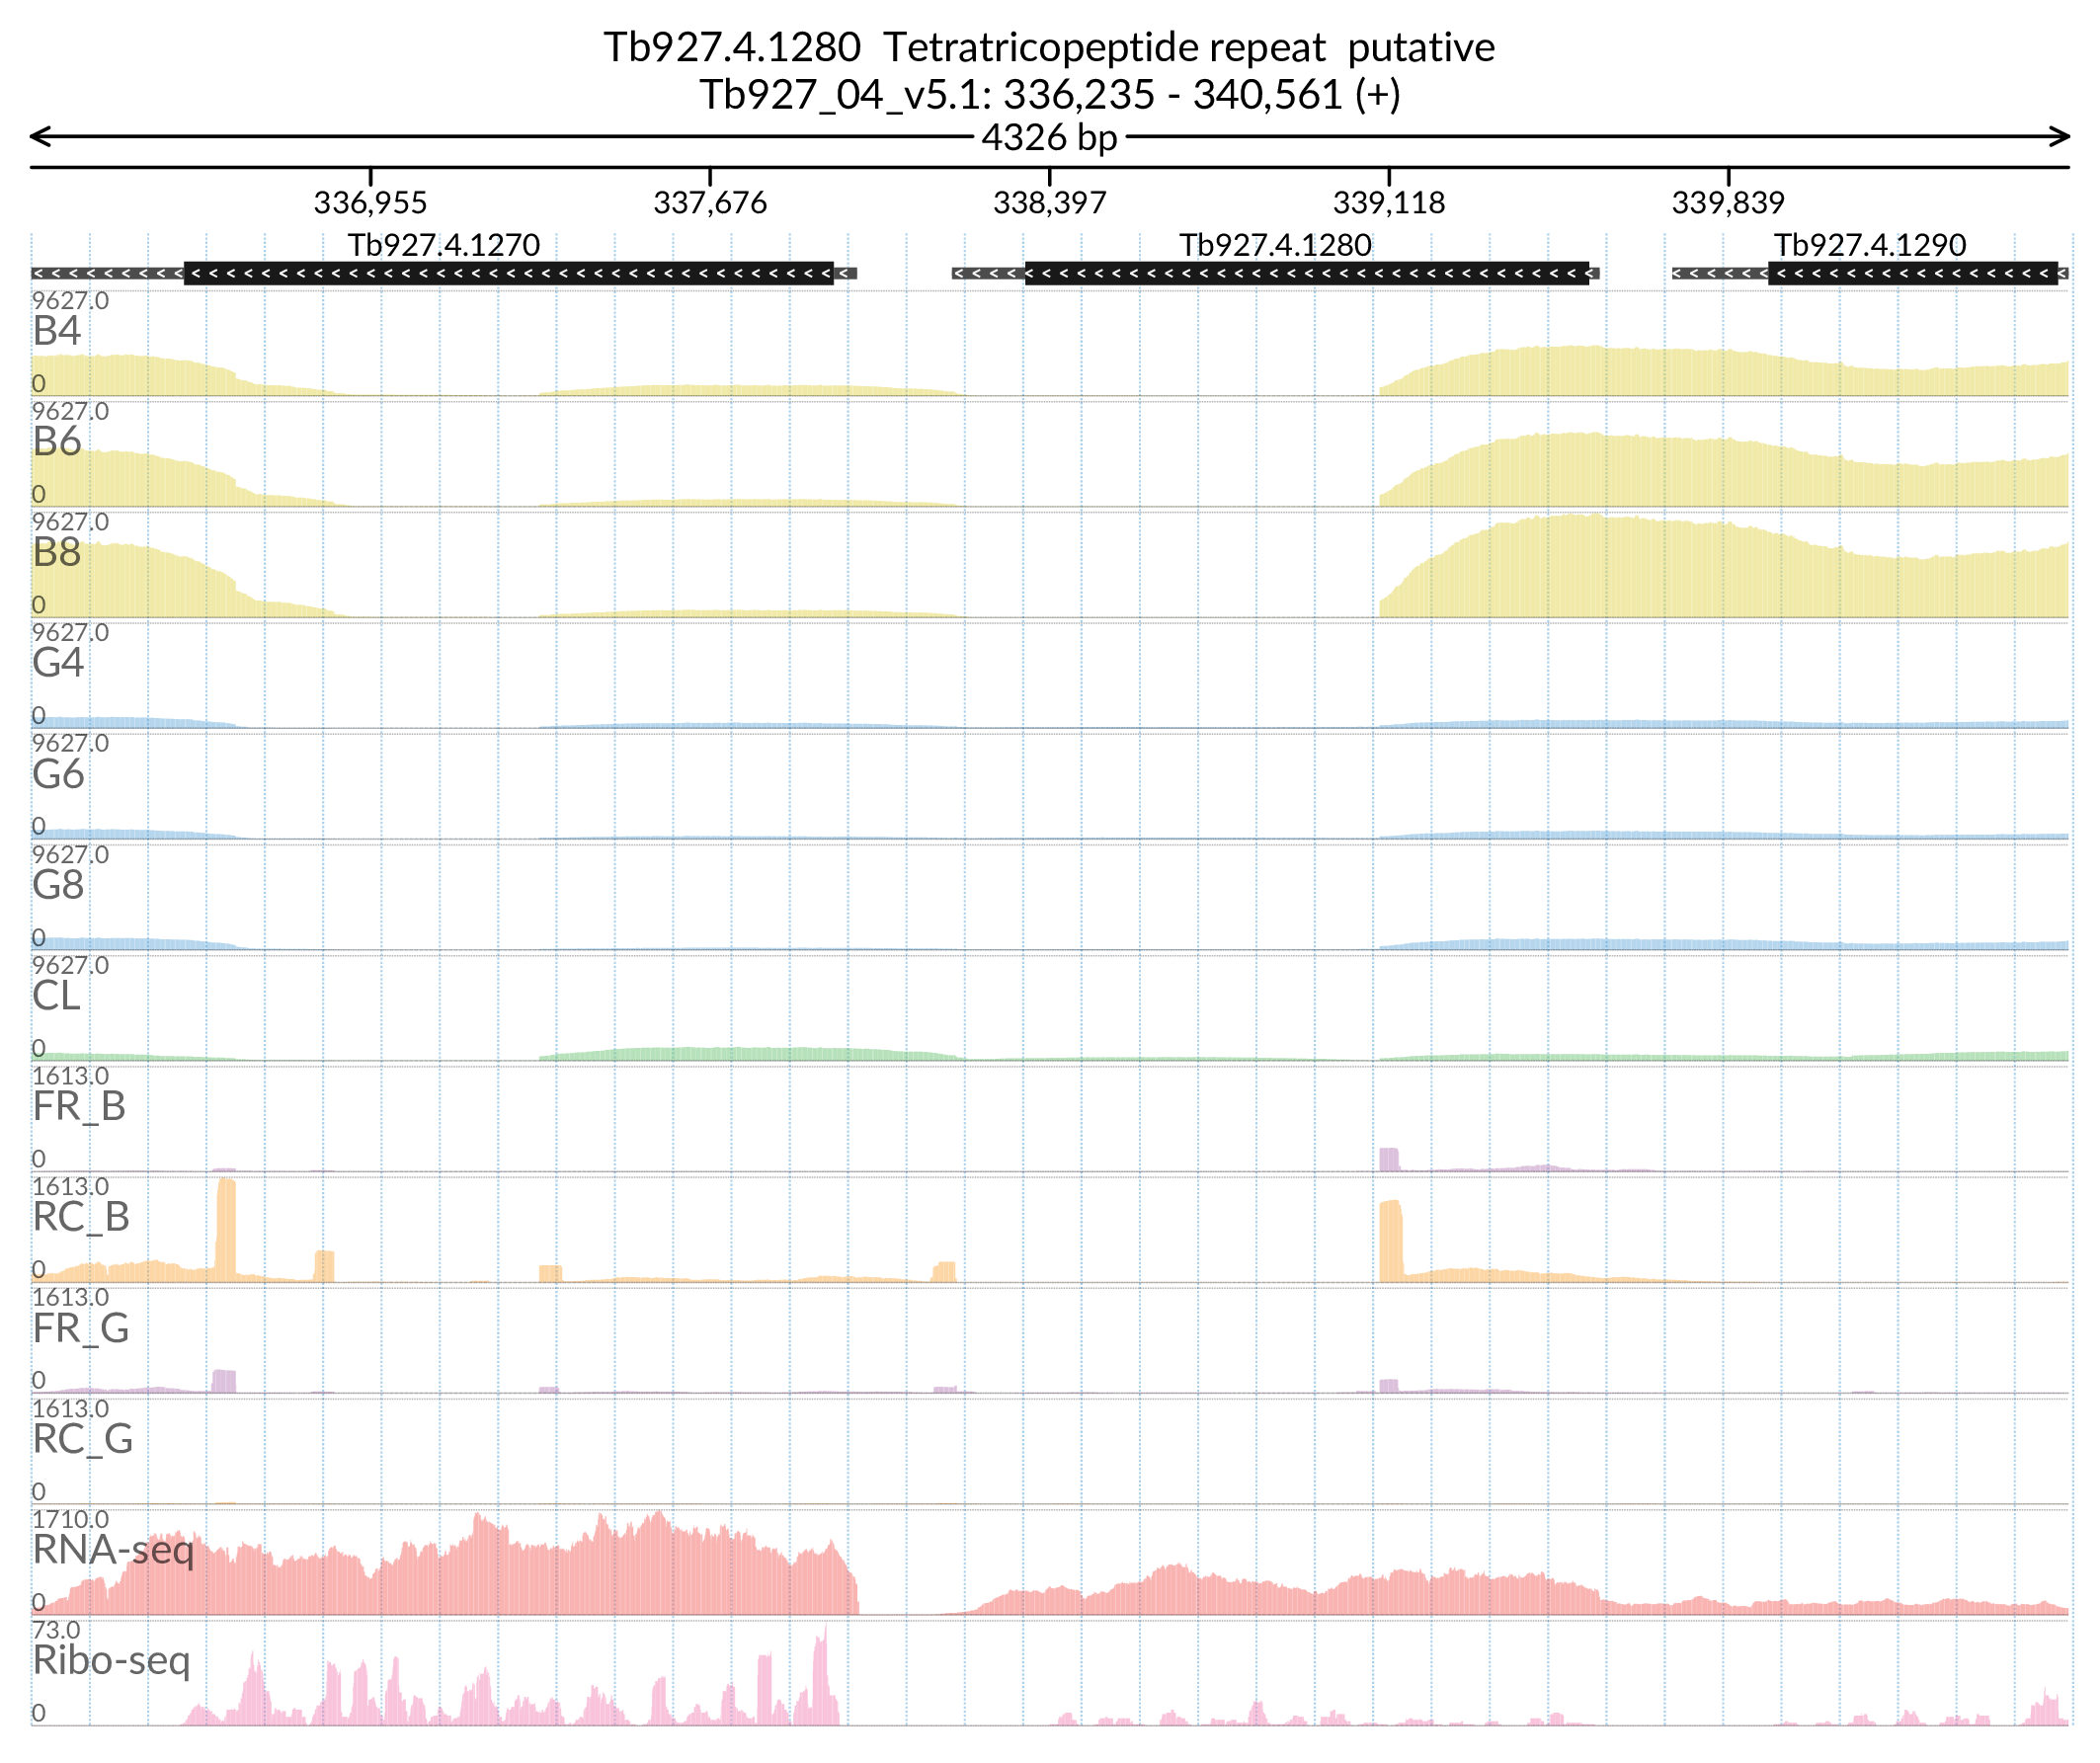 Tb927.4.1280  Tetratricopeptide repeat  putative
Tb927_04_v5.1: 336,235 - 340,561 (+)
4326 bp
336,955 337,676 338,397 339,118 339,839
Tb927.4.1270 Tb927.4.1280 Tb927.4.1290
9627.0
B4
0
9627.0
B6
0
9627.0
B8
0
9627.0
G4
0
9627.0
G6
0
9627.0
G8
0
9627.0
CL
0
1613.0
FR_B
0
1613.0
RC_B
0
1613.0
FR_G
0
1613.0
RC_G
0
1710.0
RNA-seq
0
73.0
Ribo-seq
0